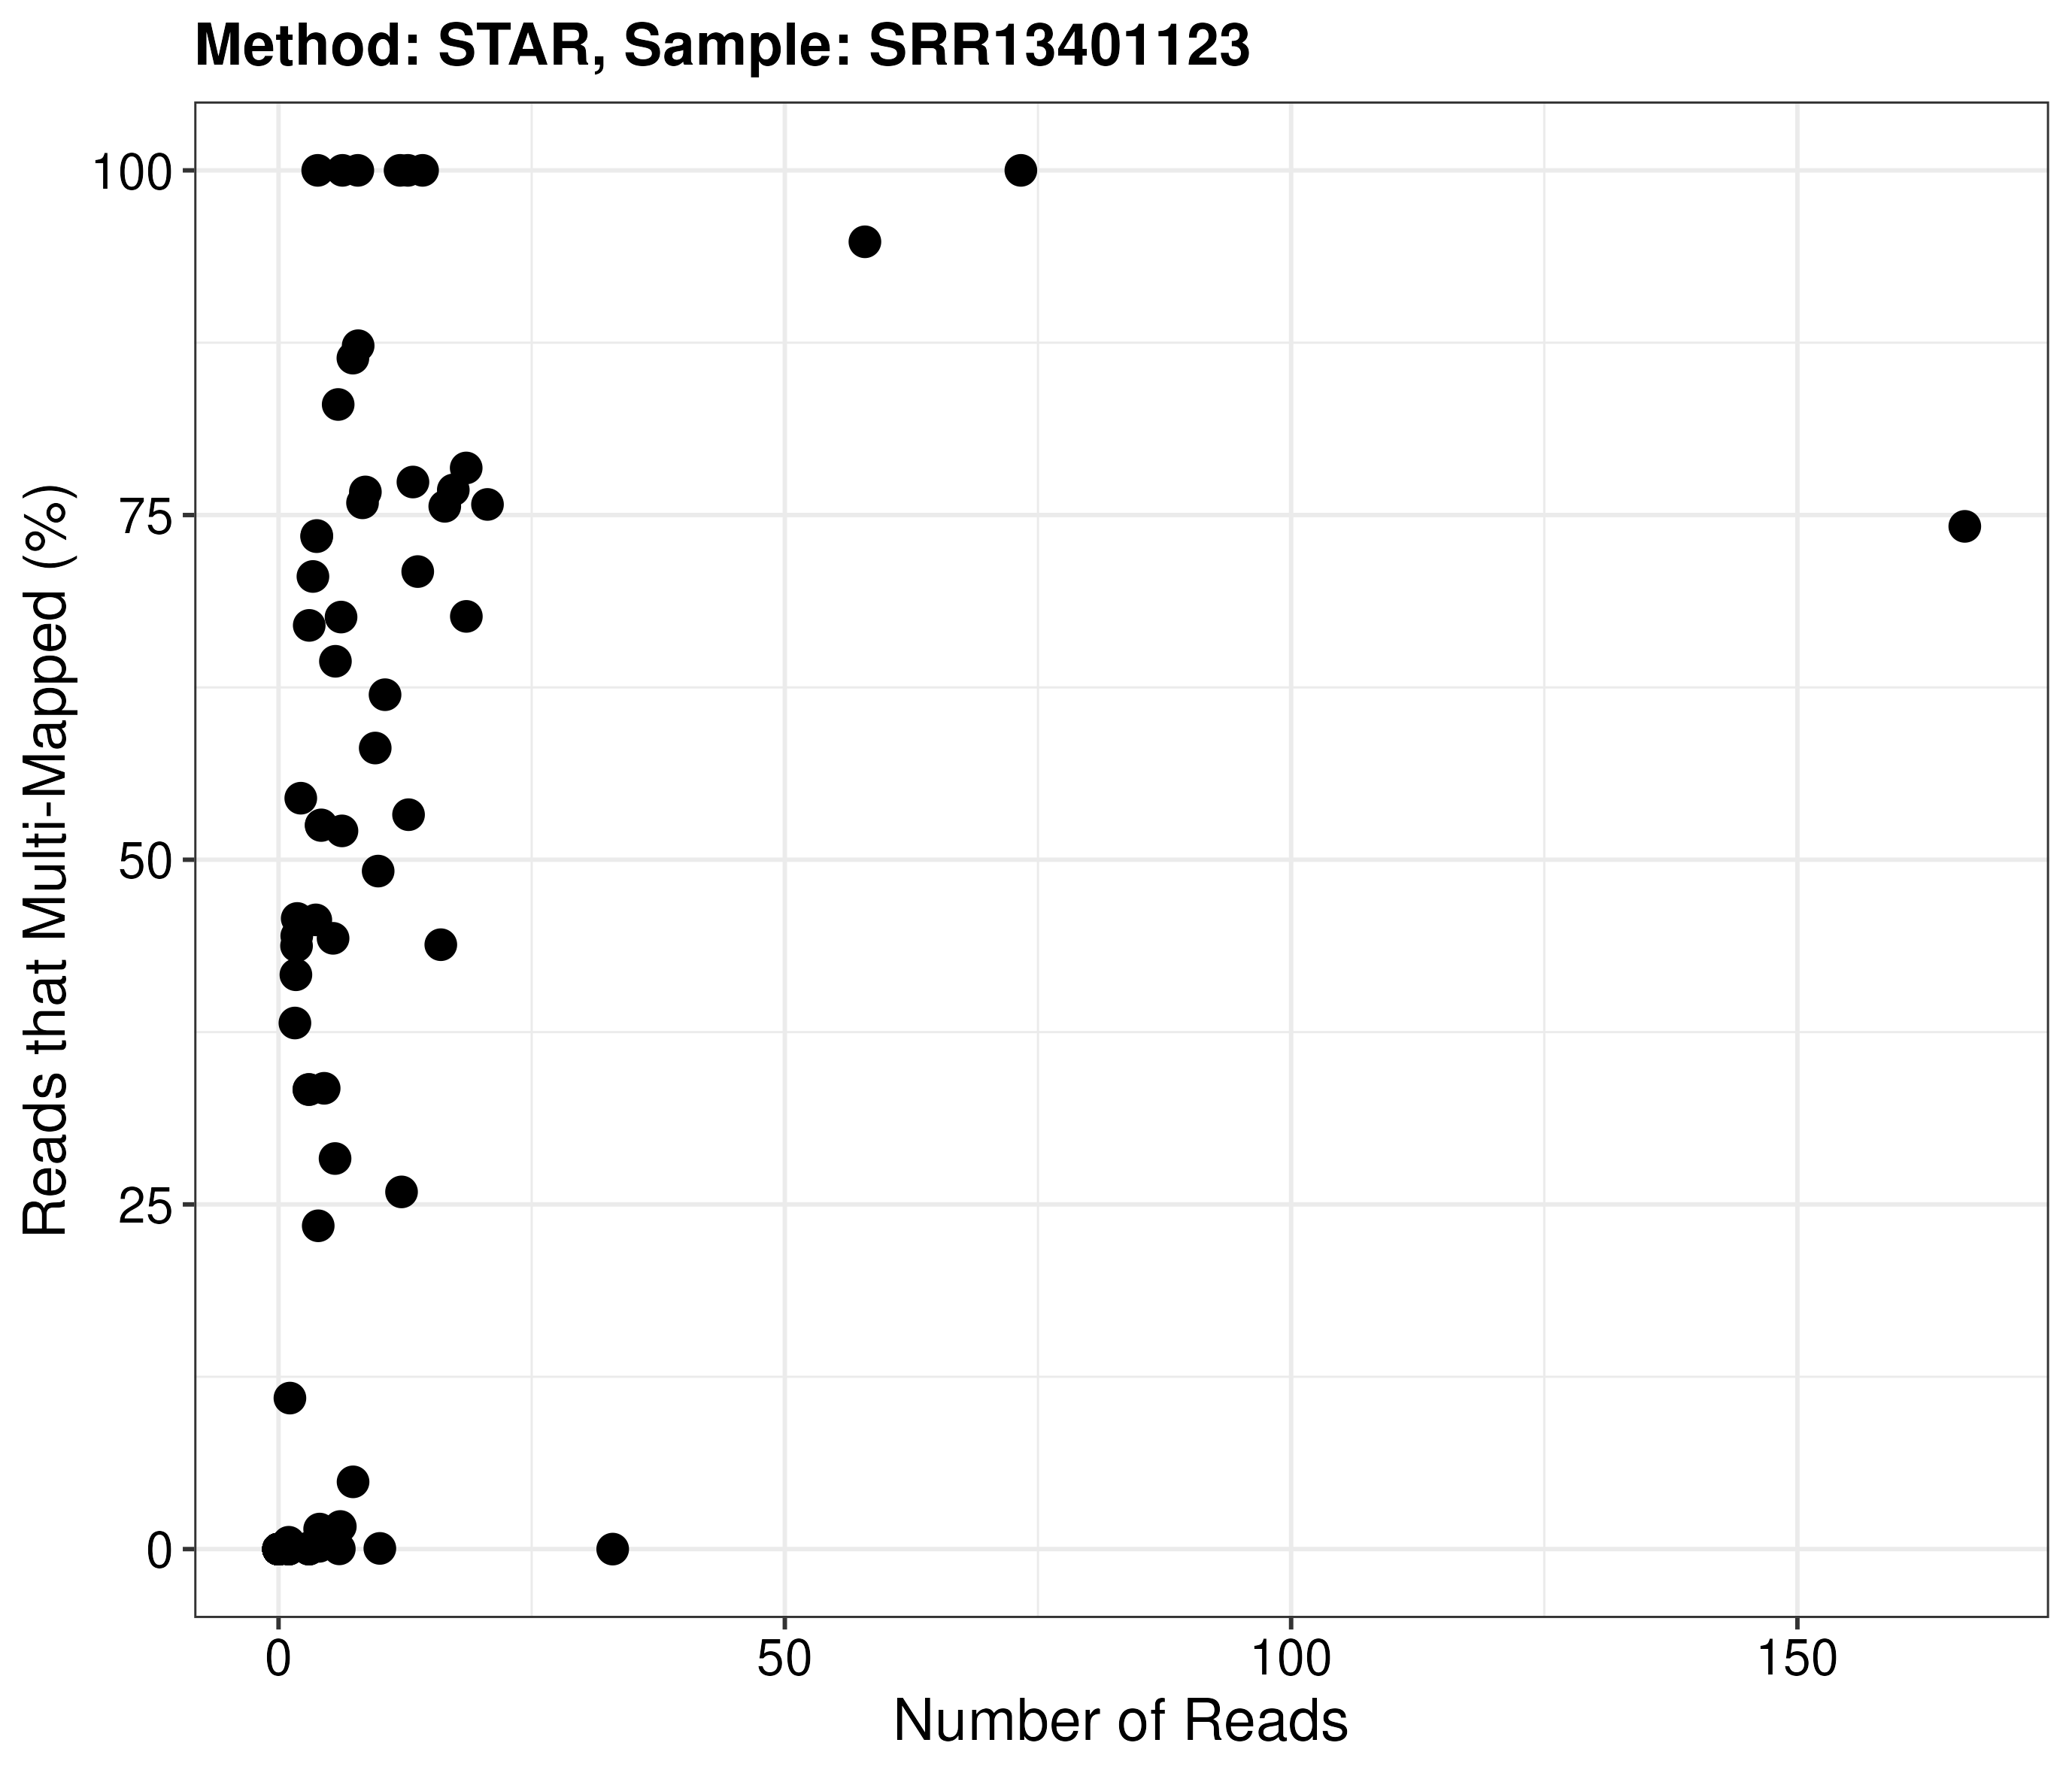 Method: STAR, Sample: SRR13401123
Reads that Multi-Mapped (%)
100
75
50
25
0
0 50 100 150
Number of Reads